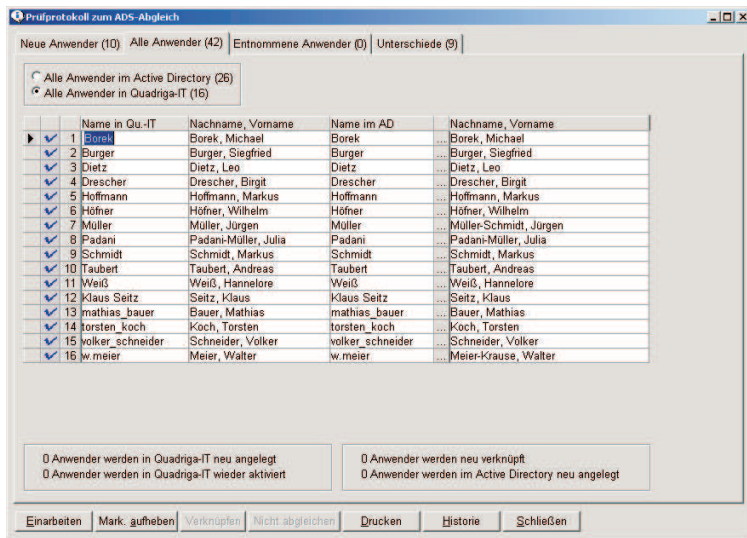 Prüfprotokoll zum ADS-Abgleich
Neue Anwender (10) Alle Anwender (42) Entnommene Anwender (0) Unterschiede (9)
Alle Anwender im Active Directory (26)
Alle Anwender in Quadriga-IT (16)
Name in Qu.-IT Nachname, Vorname Name im AD Nachname, Vorname
1 Borek Borek, Michael Borek ... Borek, Michael
2 Burger Burger, Siegfried Burger ... Burger, Siegfried
3 Dietz Dietz, Leo Dietz ... Dietz, Leo
4 Drescher Drescher, Birgit Drescher ... Drescher, Birgit
5 Hoffmann Hoffmann, Markus Hoffmann ... Hoffmann, Markus
6 Höfner Höfner, Wilhelm Höfner ... Höfner, Wilhelm
7 Müller Müller, Jürgen Müller ... Müller-Schmidt, Jürgen
8 Padani Padani-Müller, Julia Padani ... Padani-Müller, Julia
9 Schmidt Schmidt, Markus Schmidt ... Schmidt, Markus
10 Taubert Taubert, Andreas Taubert ... Taubert, Andreas
11 Weiß Weiß, Hannelore Weiß ... Weiß, Hannelore
12 Klaus Seitz Seitz, Klaus Klaus Seitz ... Seitz, Klaus
13 mathias_bauer Bauer, Mathias mathias_bauer ... Bauer, Mathias
14 torsten_koch Koch, Torsten torsten_koch ... Koch, Torsten
15 volker_schneider Schneider, Volker volker_schneider ... Schneider, Volker
16 w.meier Meier, Walter w.meier ... Meier-Krause, Walter
0 Anwender werden in Quadriga-IT neu angelegt
0 Anwender werden in Quadriga-IT wieder aktiviert
0 Anwender werden neu verknüpft
0 Anwender werden im Active Directory neu angelegt
Einarbeiten Mark. aufheben Verknüpfen Nicht abgleichen Drucken Historie Schließen